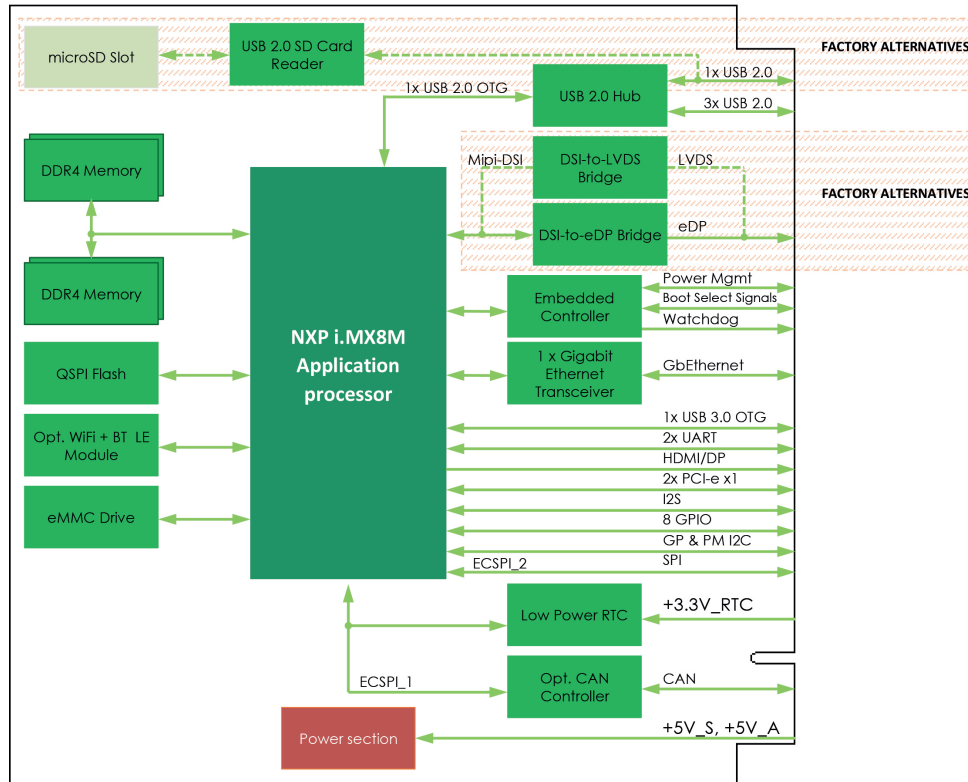 microSD Slot
USB 2.0 SD Card
Reader
FACTORY ALTERNATIVES
1x USB 2.0
1x USB 2.0 OTG
USB 2.0 Hub
3x USB 2.0
DDR4 Memory
Mipi-DSI
DSI-to-LVDS
Bridge
LVDS
FACTORY ALTERNATIVES
DSI-to-eDP Bridge
eDP
DDR4 Memory
Embedded
Controller
Power Mgmt
Boot Select Signals
Watchdog
NXP i.MX8M
Application
processor
QSPI Flash
1 x Gigabit
Ethernet
Transceiver
GbEthernet
Opt. WiFi + BT LE
Module
1x USB 3.0 OTG
2x UART
HDMI/DP
2x PCI-e x1
I2S
8 GPIO
GP & PM I2C
eMMC Drive
ECSPI_2
SPI
Low Power RTC
+3.3V_RTC
ECSPI_1
Opt. CAN
Controller
CAN
Power section
+5V_S, +5V_A